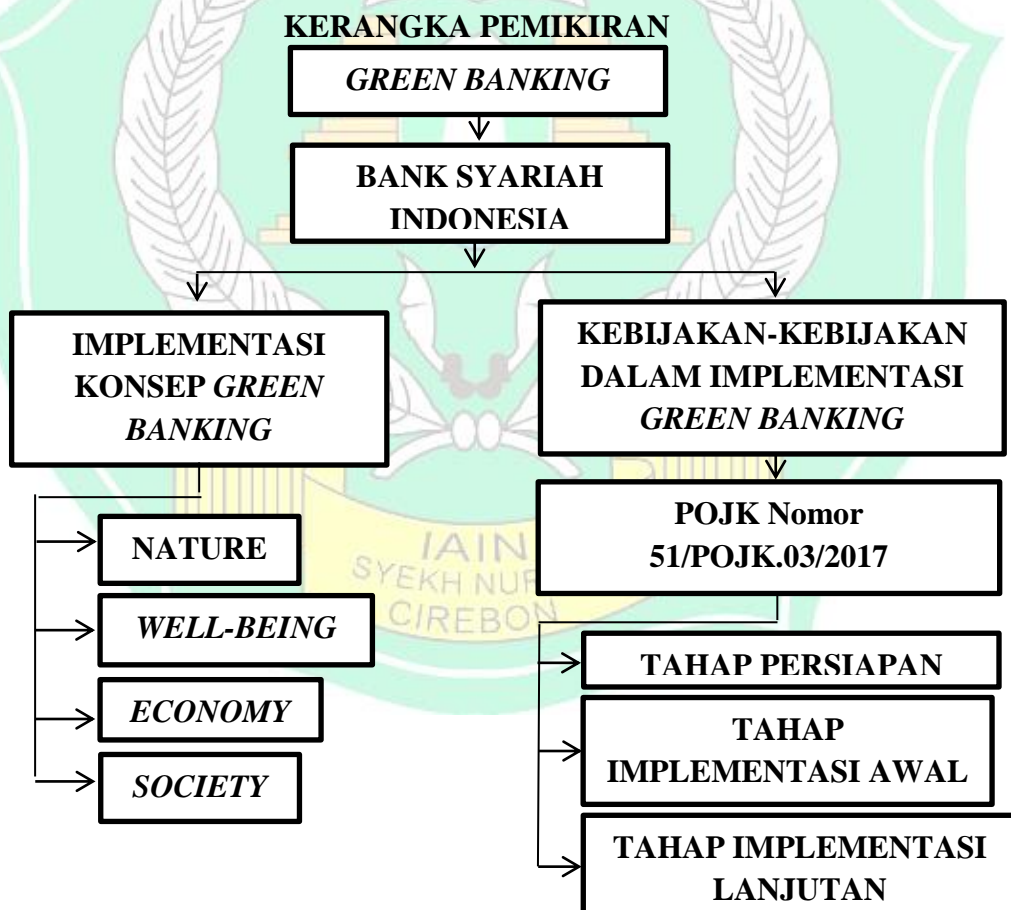 KERANGKA PEMIKIRAN
GREEN BANKING
BANK SYARIAH
INDONESIA
IMPLEMENTASI
KONSEP GREEN
BANKING
NATURE
WELL-BEING
ECONOMY
SOCIETY
KEBIJAKAN-KEBIJAKAN
DALAM IMPLEMENTASI
GREEN BANKING
POJK Nomor
51/POJK.03/2017
TAHAP PERSIAPAN
TAHAP
IMPLEMENTASI AWAL
TAHAP IMPLEMENTASI
LANJUTAN
IAIN
SYEKH
CIREBON